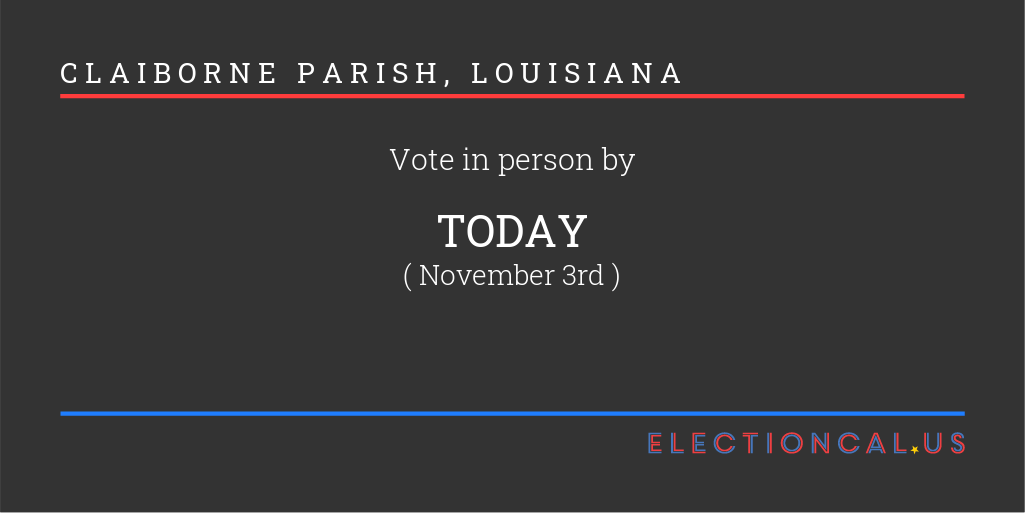 CLAIBORNE PARISH, LOUISIANA
Vote in person by
TODAY
( November 3rd )
ELECTIONCAL.US